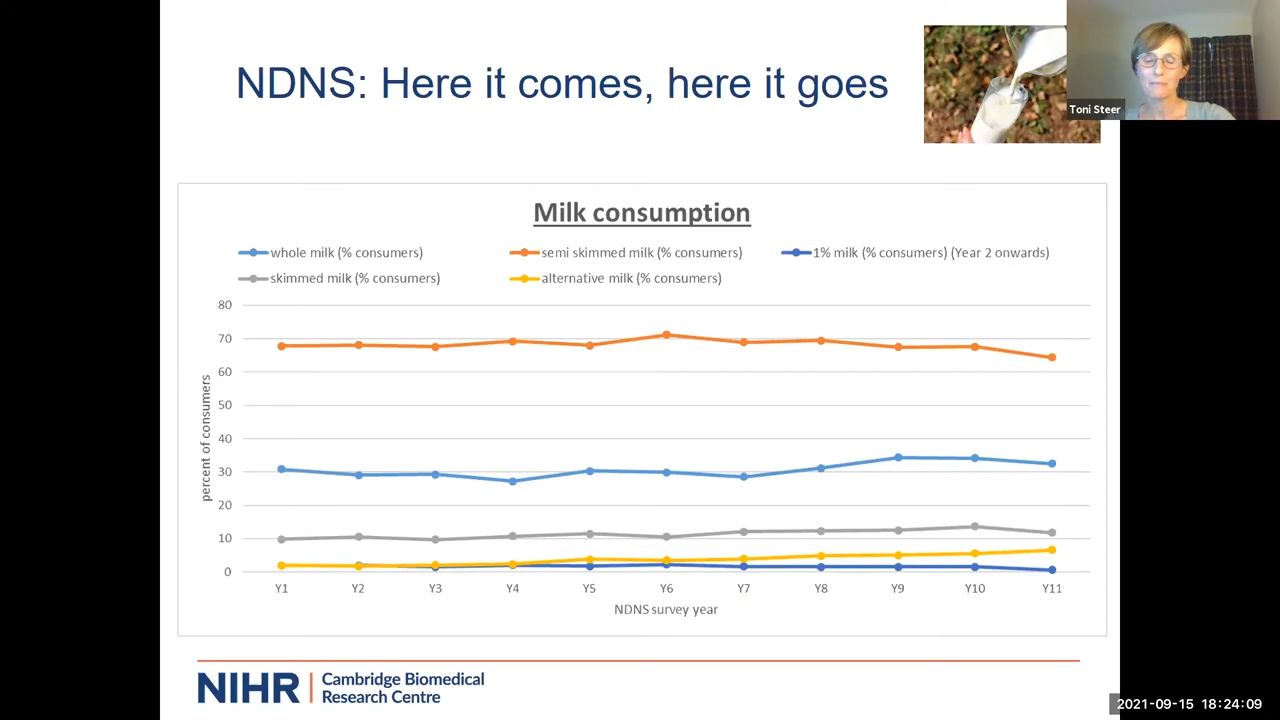 NDNS: Here it comes, here it goes
Toni Steer
Milk consumption
whole milk (% consumers)
semi skimmed milk (% consumers)
1% milk (% consumers) (Year 2 onwards)
skimmed milk (% consumers)
alternative milk (% consumers)
percent of consumers
80
70
60
50
40
30
20
10
0
Y1 Y2 Y3 Y4 Y5 Y6 Y7 Y8 Y9 Y10 Y11
NDNS survey year
NIHR | Cambridge Biomedical
Research Centre
2021-09-15 18:24:09